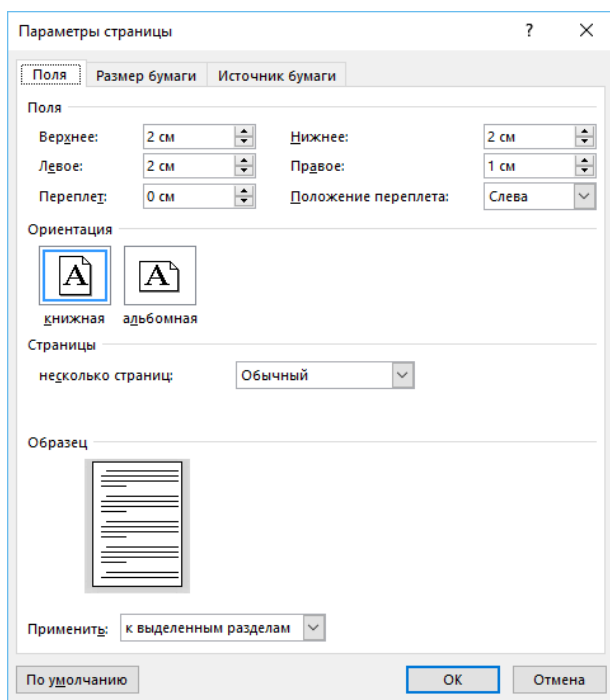 Параметры страницы ?
Поля Размер бумаги Источник бумаги
Поля
Верхнее: 2 см Нижнее: 2 см
Левое: 2 см Правое: 1 см
Переплет: 0 см Положение переплета: Слева
Ориентация
A A
книжная альбомная
Страницы
несколько страниц: Обычный
Образец
Применить: к выделенным разделам
По умолчанию ОК Отмена